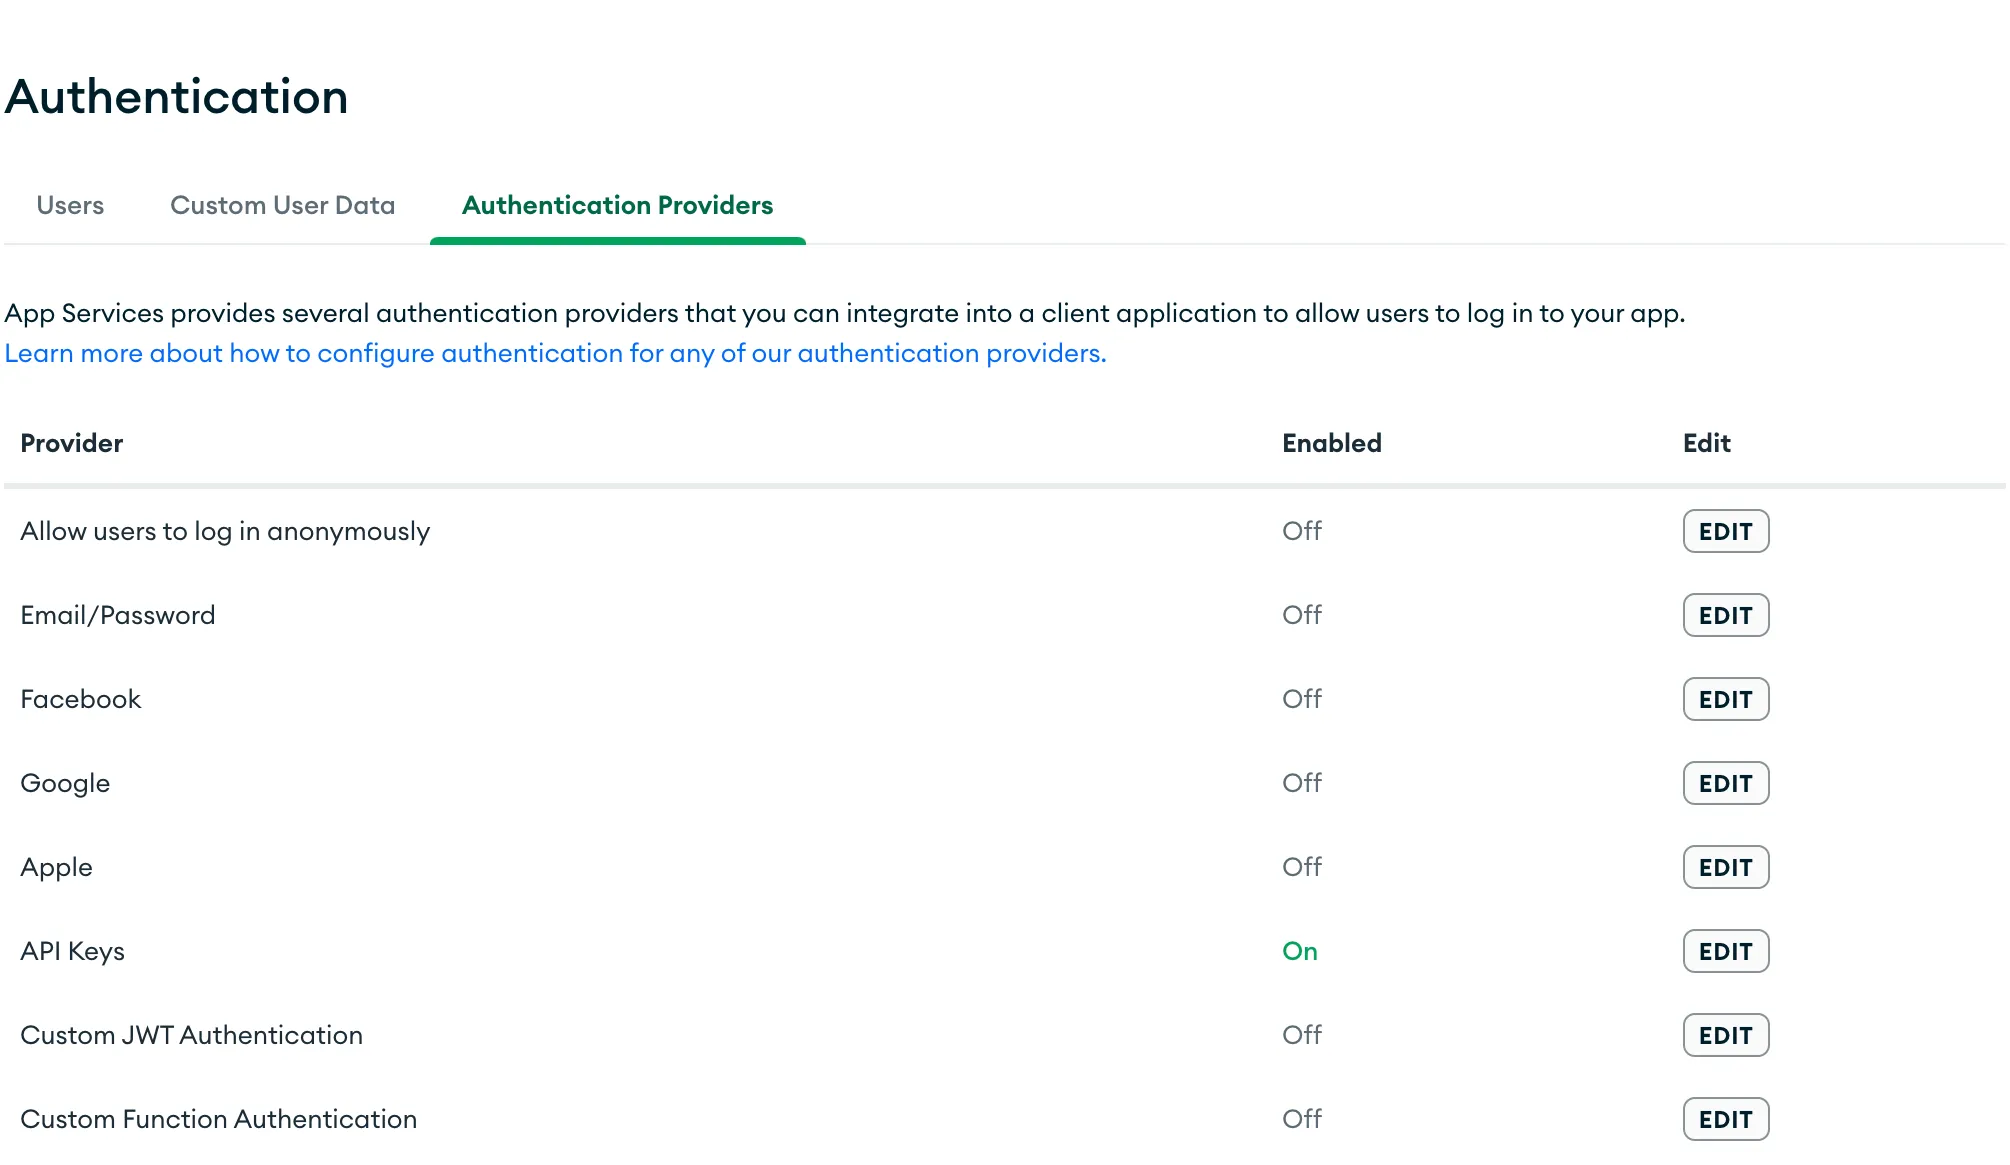 Authentication
Users Custom User Data Authentication Providers
App Services provides several authentication providers that you can integrate into a client application to allow users to log in to your app.
Learn more about how to configure authentication for any of our authentication providers.
Provider Enabled Edit
Allow users to log in anonymously Off EDIT
Email/Password Off EDIT
Facebook Off EDIT
Google Off EDIT
Apple Off EDIT
API Keys On EDIT
Custom JWT Authentication Off EDIT
Custom Function Authentication Off EDIT